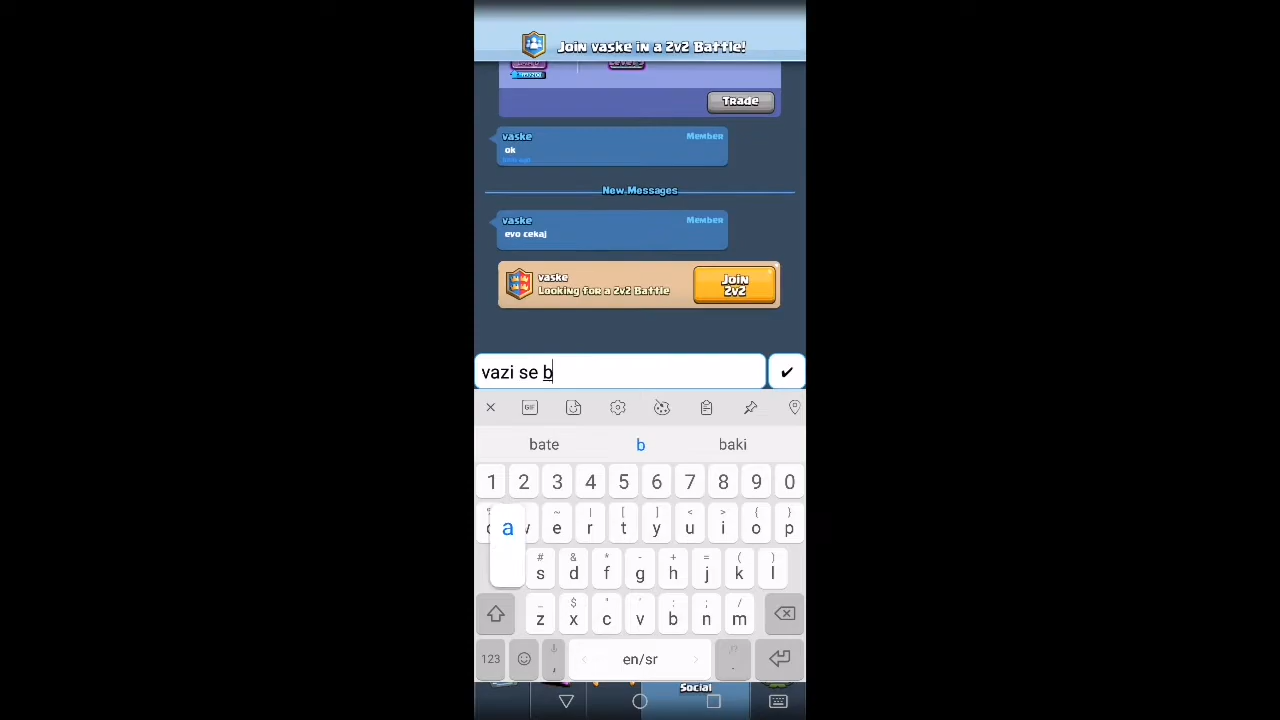 Join vaske in a 2v2 Battle!
Trade
vaske Member
ok
New Messages
vaske Member
evo cekaj
vaske
Looking for a 2v2 Battle
Join
2v2
vazi se b
✔
GIF
bate b baki
1 2 3 4 5 6 7 8 9 0
~ | [ ] < > { }
a e r t y u i o p
# & * - + = ( )
s d f g h j k l
_ $ " ' : ; /
z x c v b n m
123 , en/sr .
Social